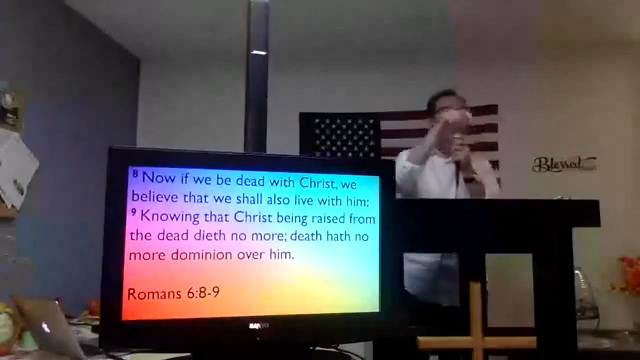 8 Now if we be dead with Christ, we
believe that we shall also live with him;
9 Knowing that Christ being raised from
the dead dieth no more; death hath no
more dominion over him.
Romans 6:8-9
SANYO
Blessed